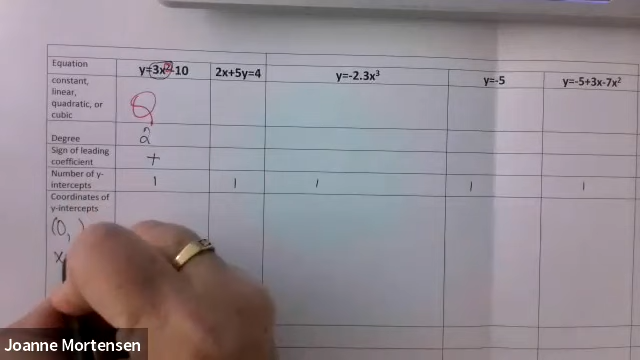 Equation y=3x²-10 2x+5y=4 y=-2.3x³ y=-5 y=-5+3x-7x²
constant,
linear,
quadratic, or
cubic Q
Degree 2
Sign of leading
coefficient +
Number of y-
intercepts 1 1 1 1 1
Coordinates of
y-intercepts
(0, )
x
Joanne Mortensen